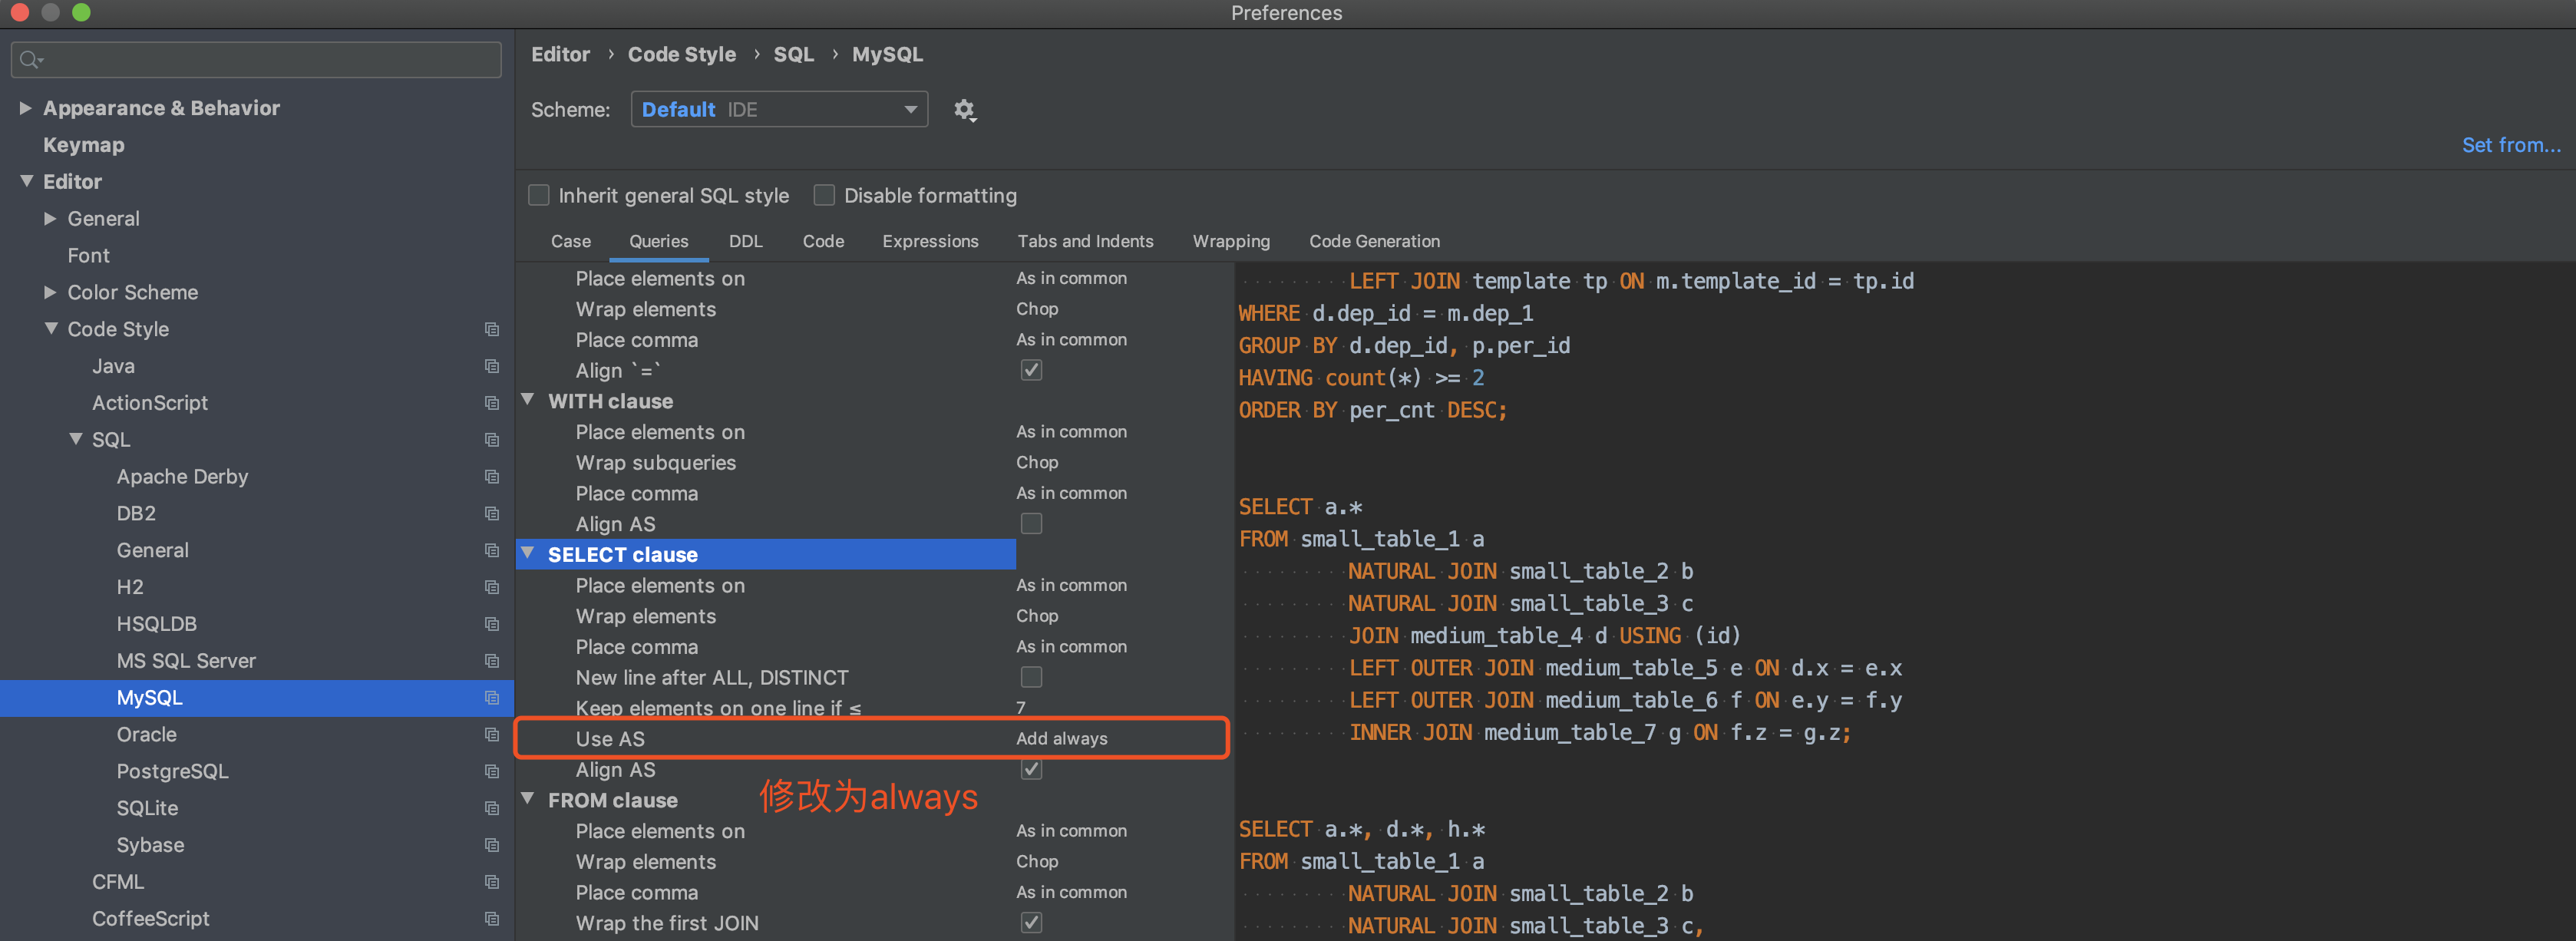 Preferences
Appearance & Behavior
Keymap
Editor
General
Font
Color Scheme
Code Style
Java
ActionScript
SQL
Apache Derby
DB2
General
H2
HSQLDB
MS SQL Server
MySQL
Oracle
PostgreSQL
SQLite
Sybase
CFML
CoffeeScript
Editor › Code Style › SQL › MySQL
Scheme: Default IDE
Set from...
Inherit general SQL style Disable formatting
Case Queries DDL Code Expressions Tabs and Indents Wrapping Code Generation
Place elements on As in common
Wrap elements Chop
Place comma As in common
Align `=`
WITH clause
Place elements on As in common
Wrap subqueries Chop
Place comma As in common
Align AS
SELECT clause
Place elements on As in common
Wrap elements Chop
Place comma As in common
New line after ALL, DISTINCT
Keep elements on one line if ≤ 7
Use AS Add always
Align AS
修改为always
FROM clause
Place elements on As in common
Wrap elements Chop
Place comma As in common
Wrap the first JOIN
LEFT JOIN template tp ON m.template_id = tp.id
WHERE d.dep_id = m.dep_1
GROUP BY d.dep_id, p.per_id
HAVING count(*) >= 2
ORDER BY per_cnt DESC;
SELECT a.*
FROM small_table_1 a
NATURAL JOIN small_table_2 b
NATURAL JOIN small_table_3 c
JOIN medium_table_4 d USING (id)
LEFT OUTER JOIN medium_table_5 e ON d.x = e.x
LEFT OUTER JOIN medium_table_6 f ON e.y = f.y
INNER JOIN medium_table_7 g ON f.z = g.z;
SELECT a.*, d.*, h.*
FROM small_table_1 a
NATURAL JOIN small_table_2 b
NATURAL JOIN small_table_3 c,